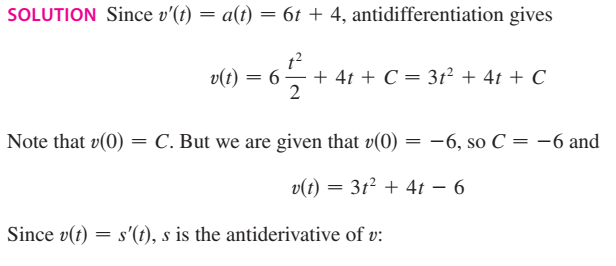 SOLUTION Since v′(t) = a(t) = 6t + 4, antidifferentiation gives
v(t) = 6 t²/2 + 4t + C = 3t² + 4t + C
Note that v(0) = C. But we are given that v(0) = −6, so C = −6 and
v(t) = 3t² + 4t − 6
Since v(t) = s′(t), s is the antiderivative of v: